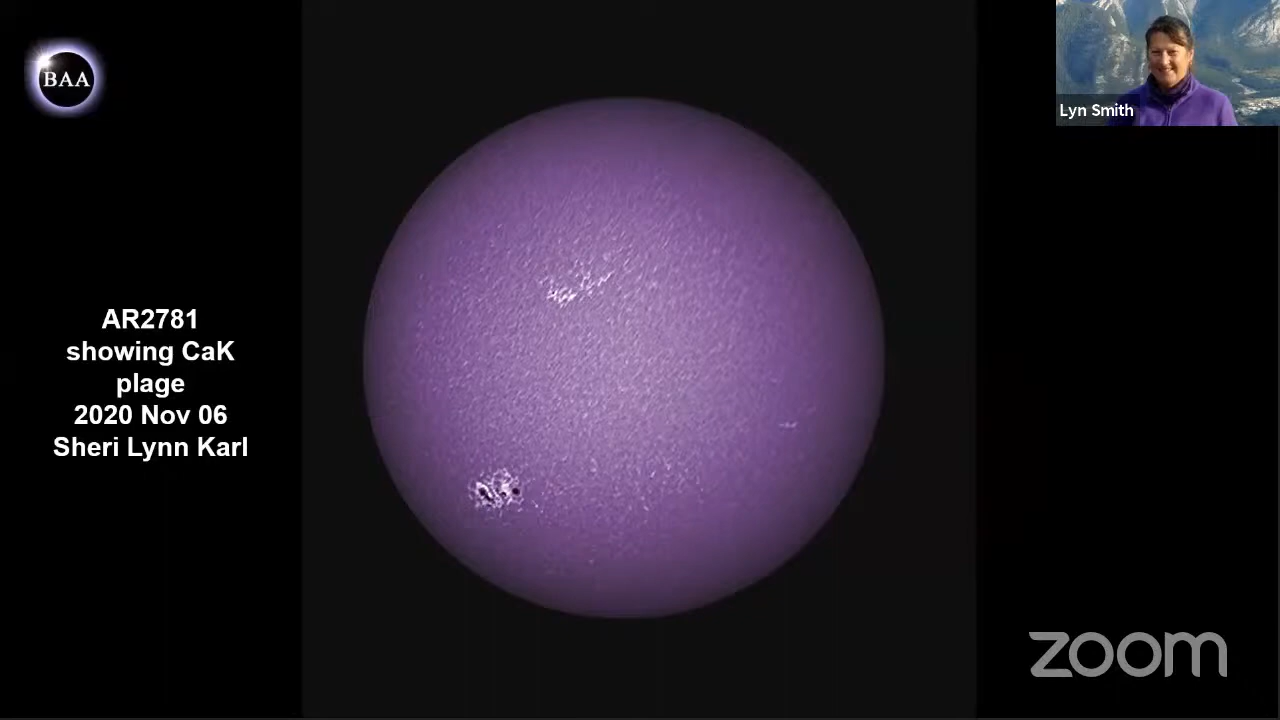 BAA
Lyn Smith
AR2781
showing CaK
plage
2020 Nov 06
Sheri Lynn Karl
zoom